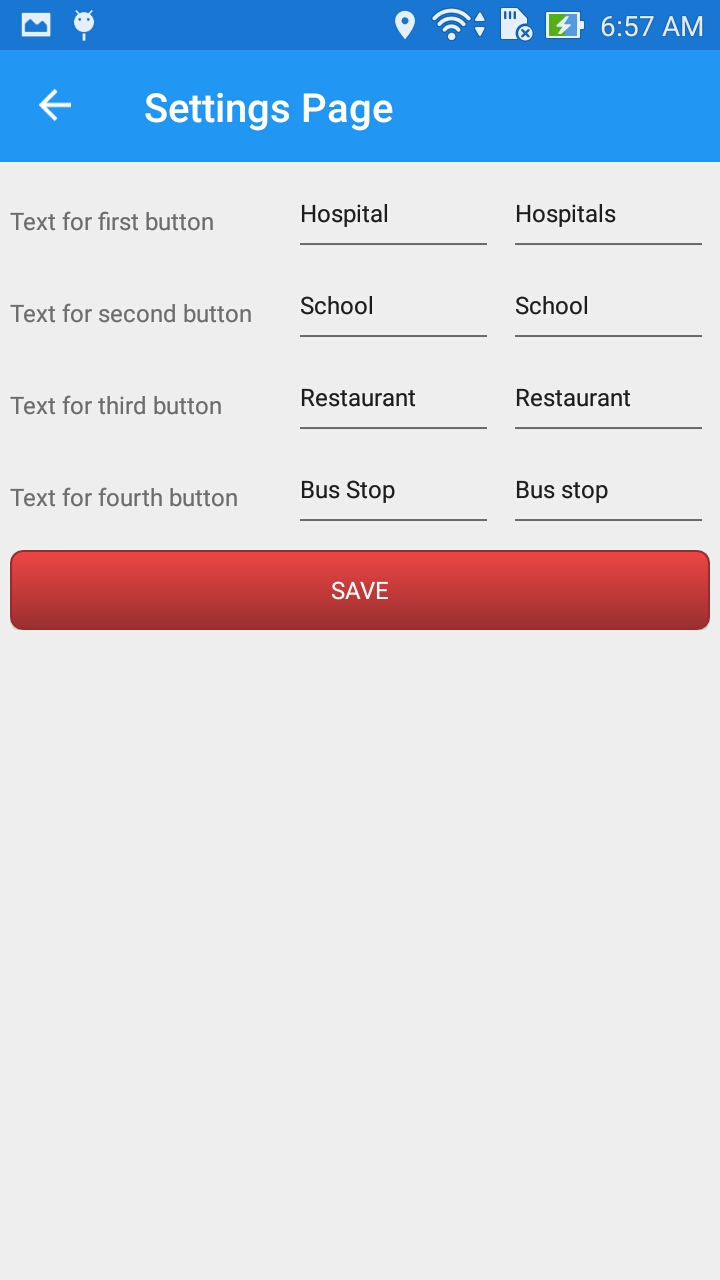 6:57 AM
Settings Page
Text for first button Hospital Hospitals
Text for second button School School
Text for third button Restaurant Restaurant
Text for fourth button Bus Stop Bus stop
SAVE